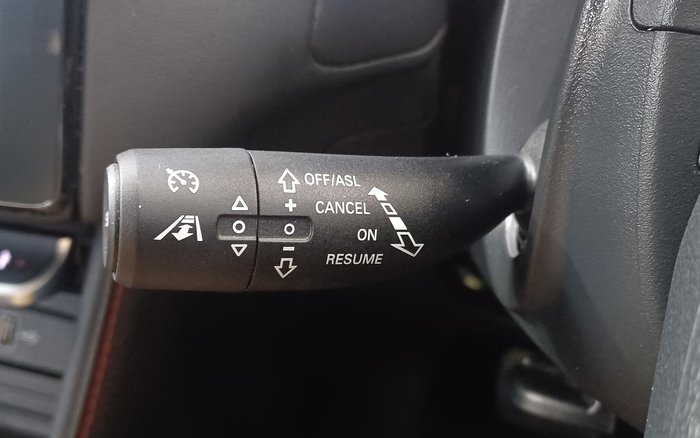 OFF/ASL
+ CANCEL
ON
− RESUME